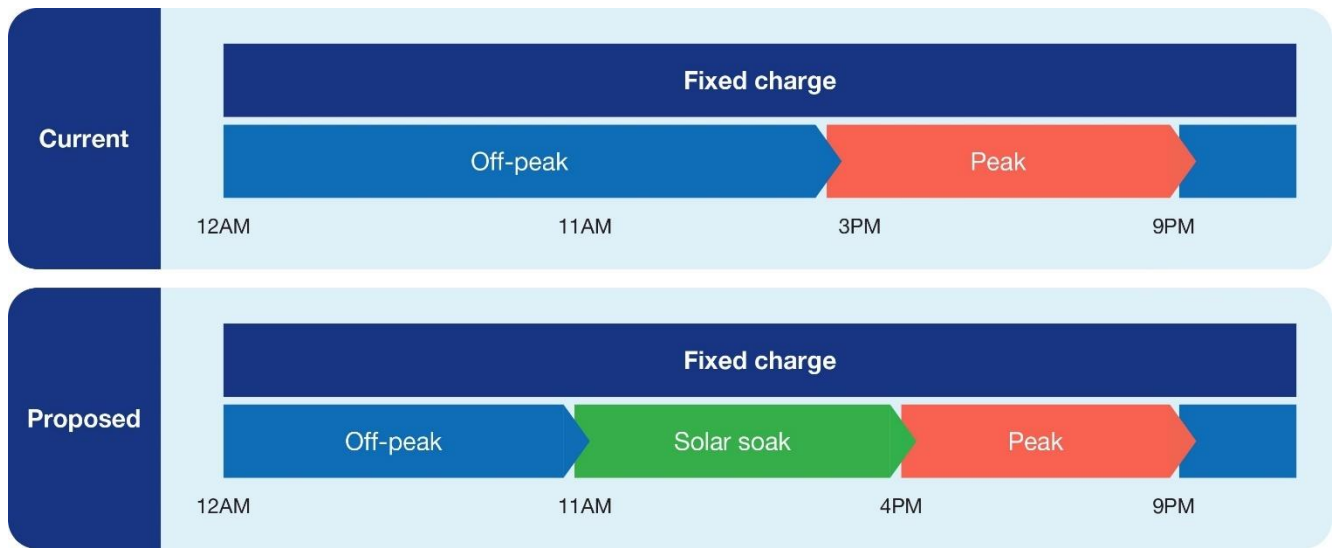 Fixed charge
Current
Off-peak
Peak
12AM
11AM
3PM
9PM
Fixed charge
Proposed
Off-peak
Solar soak
Peak
12AM
11AM
4PM
9PM